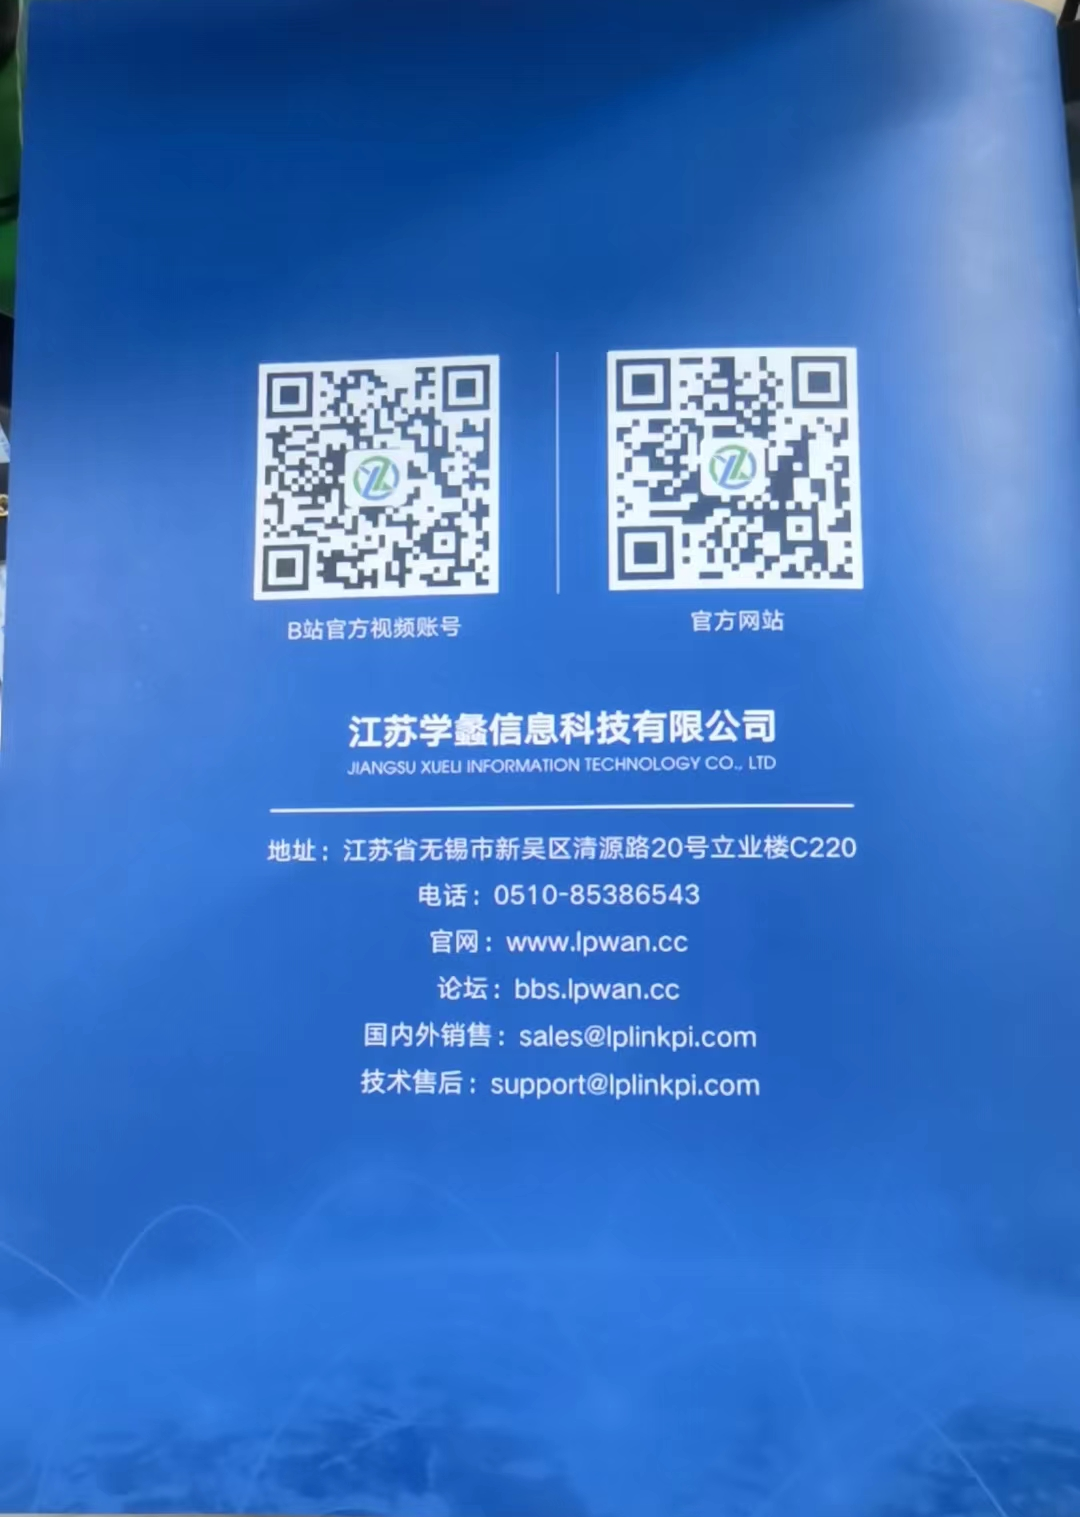 B站官方视频账号
官方网站
江苏学蠡信息科技有限公司
JIANGSU XUELI INFORMATION TECHNOLOGY CO., LTD
地址：江苏省无锡市新吴区清源路20号立业楼C220
电话：0510-85386543
官网：www.lpwan.cc
论坛：bbs.lpwan.cc
国内外销售：sales@lplinkpi.com
技术售后：support@lplinkpi.com